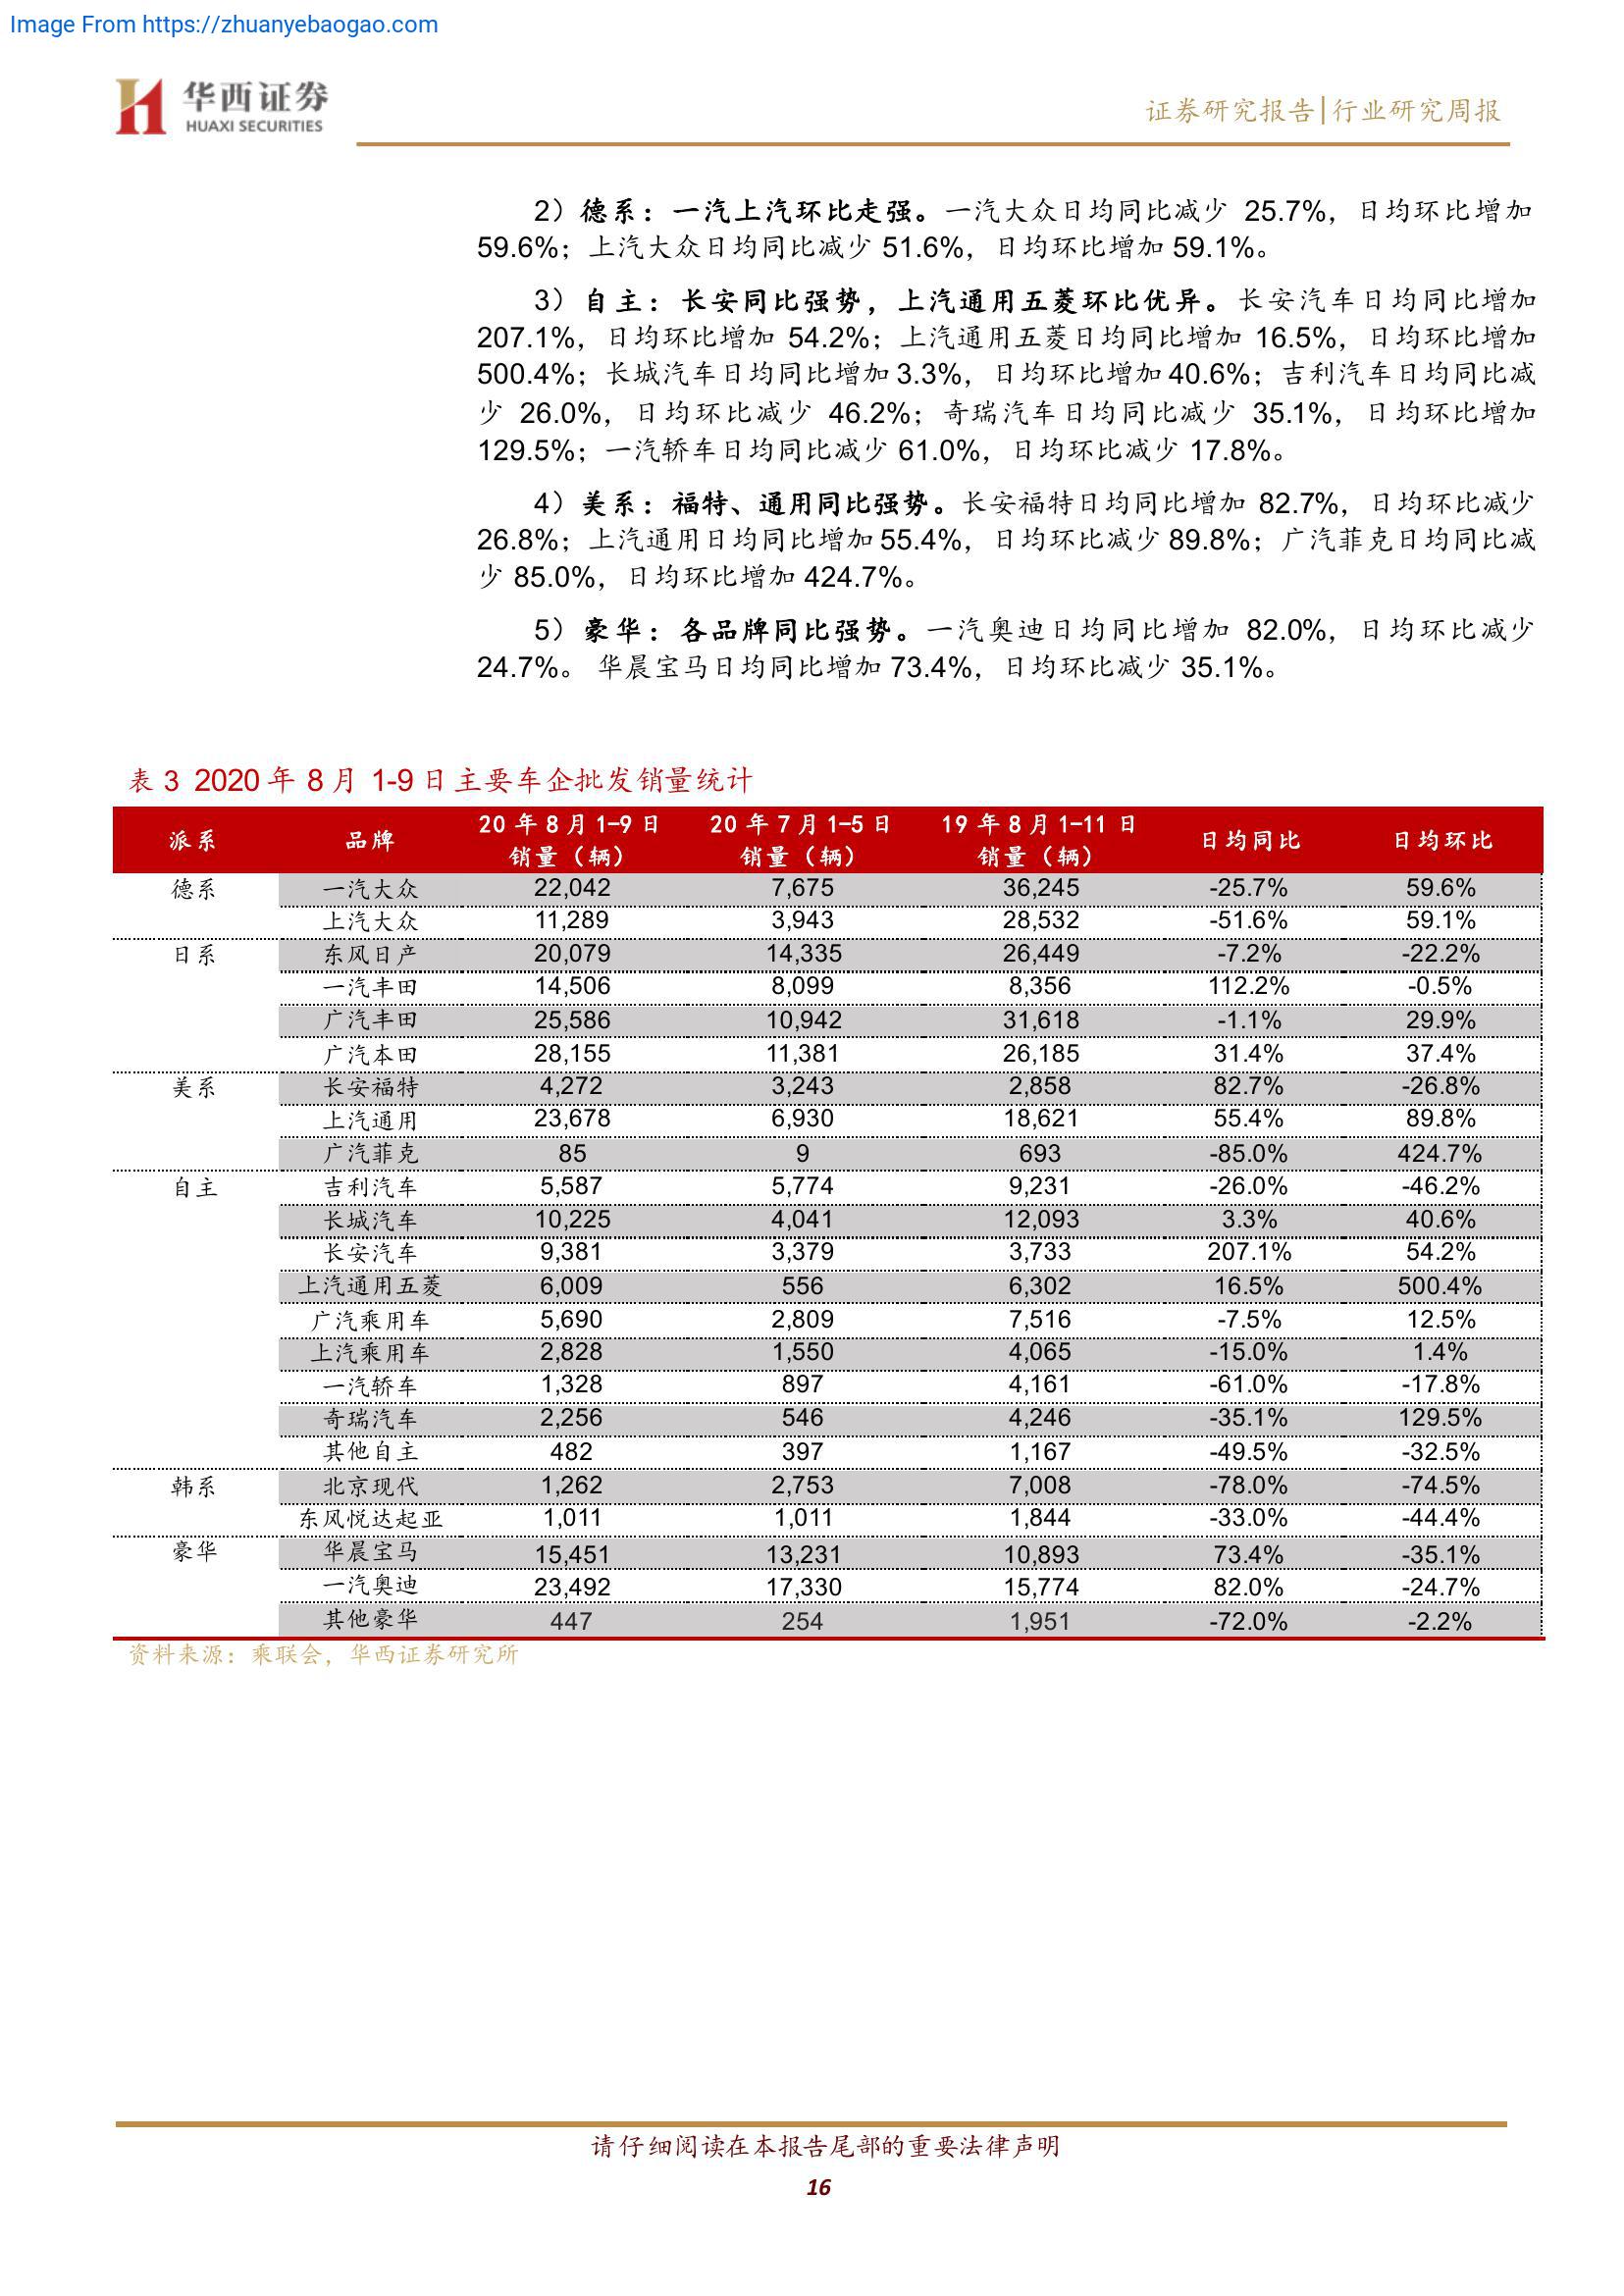 Image From https://zhuanyebaogao.com
华西证券
HUAXI SECURITIES
证券研究报告|行业研究周报
2）德系：一汽上汽环比走强。一汽大众日均同比减少 25.7%，日均环比增加
59.6%；上汽大众日均同比减少 51.6%，日均环比增加 59.1%。
3）自主：长安同比强势，上汽通用五菱环比优异。长安汽车日均同比增加
207.1%，日均环比增加 54.2%；上汽通用五菱日均同比增加 16.5%，日均环比增加
500.4%；长城汽车日均同比增加 3.3%，日均环比增加 40.6%；吉利汽车日均同比减
少 26.0%，日均环比减少 46.2%；奇瑞汽车日均同比减少 35.1%，日均环比增加
129.5%；一汽轿车日均同比减少 61.0%，日均环比减少 17.8%。
4）美系：福特、通用同比强势。长安福特日均同比增加 82.7%，日均环比减少
26.8%；上汽通用日均同比增加 55.4%，日均环比减少 89.8%；广汽菲克日均同比减
少 85.0%，日均环比增加 424.7%。
5）豪华：各品牌同比强势。一汽奥迪日均同比增加 82.0%，日均环比减少
24.7%。 华晨宝马日均同比增加 73.4%，日均环比减少 35.1%。
表 3 2020 年 8 月 1-9 日主要车企批发销量统计
派系 品牌 20 年 8 月 1-9 日 20 年 7 月 1-5 日 19 年 8 月 1-11 日 日均同比 日均环比
销量（辆） 销量（辆） 销量（辆）
德系 一汽大众 22,042 7,675 36,245 -25.7% 59.6%
上汽大众 11,289 3,943 28,532 -51.6% 59.1%
日系 东风日产 20,079 14,335 26,449 -7.2% -22.2%
一汽丰田 14,506 8,099 8,356 112.2% -0.5%
广汽丰田 25,586 10,942 31,618 -1.1% 29.9%
广汽本田 28,155 11,381 26,185 31.4% 37.4%
美系 长安福特 4,272 3,243 2,858 82.7% -26.8%
上汽通用 23,678 6,930 18,621 55.4% 89.8%
广汽菲克 85 9 693 -85.0% 424.7%
自主 吉利汽车 5,587 5,774 9,231 -26.0% -46.2%
长城汽车 10,225 4,041 12,093 3.3% 40.6%
长安汽车 9,381 3,379 3,733 207.1% 54.2%
上汽通用五菱 6,009 556 6,302 16.5% 500.4%
广汽乘用车 5,690 2,809 7,516 -7.5% 12.5%
上汽乘用车 2,828 1,550 4,065 -15.0% 1.4%
一汽轿车 1,328 897 4,161 -61.0% -17.8%
奇瑞汽车 2,256 546 4,246 -35.1% 129.5%
其他自主 482 397 1,167 -49.5% -32.5%
韩系 北京现代 1,262 2,753 7,008 -78.0% -74.5%
东风悦达起亚 1,011 1,011 1,844 -33.0% -44.4%
豪华 华晨宝马 15,451 13,231 10,893 73.4% -35.1%
一汽奥迪 23,492 17,330 15,774 82.0% -24.7%
其他豪华 447 254 1,951 -72.0% -2.2%
资料来源：乘联会，华西证券研究所
请仔细阅读在本报告尾部的重要法律声明
16